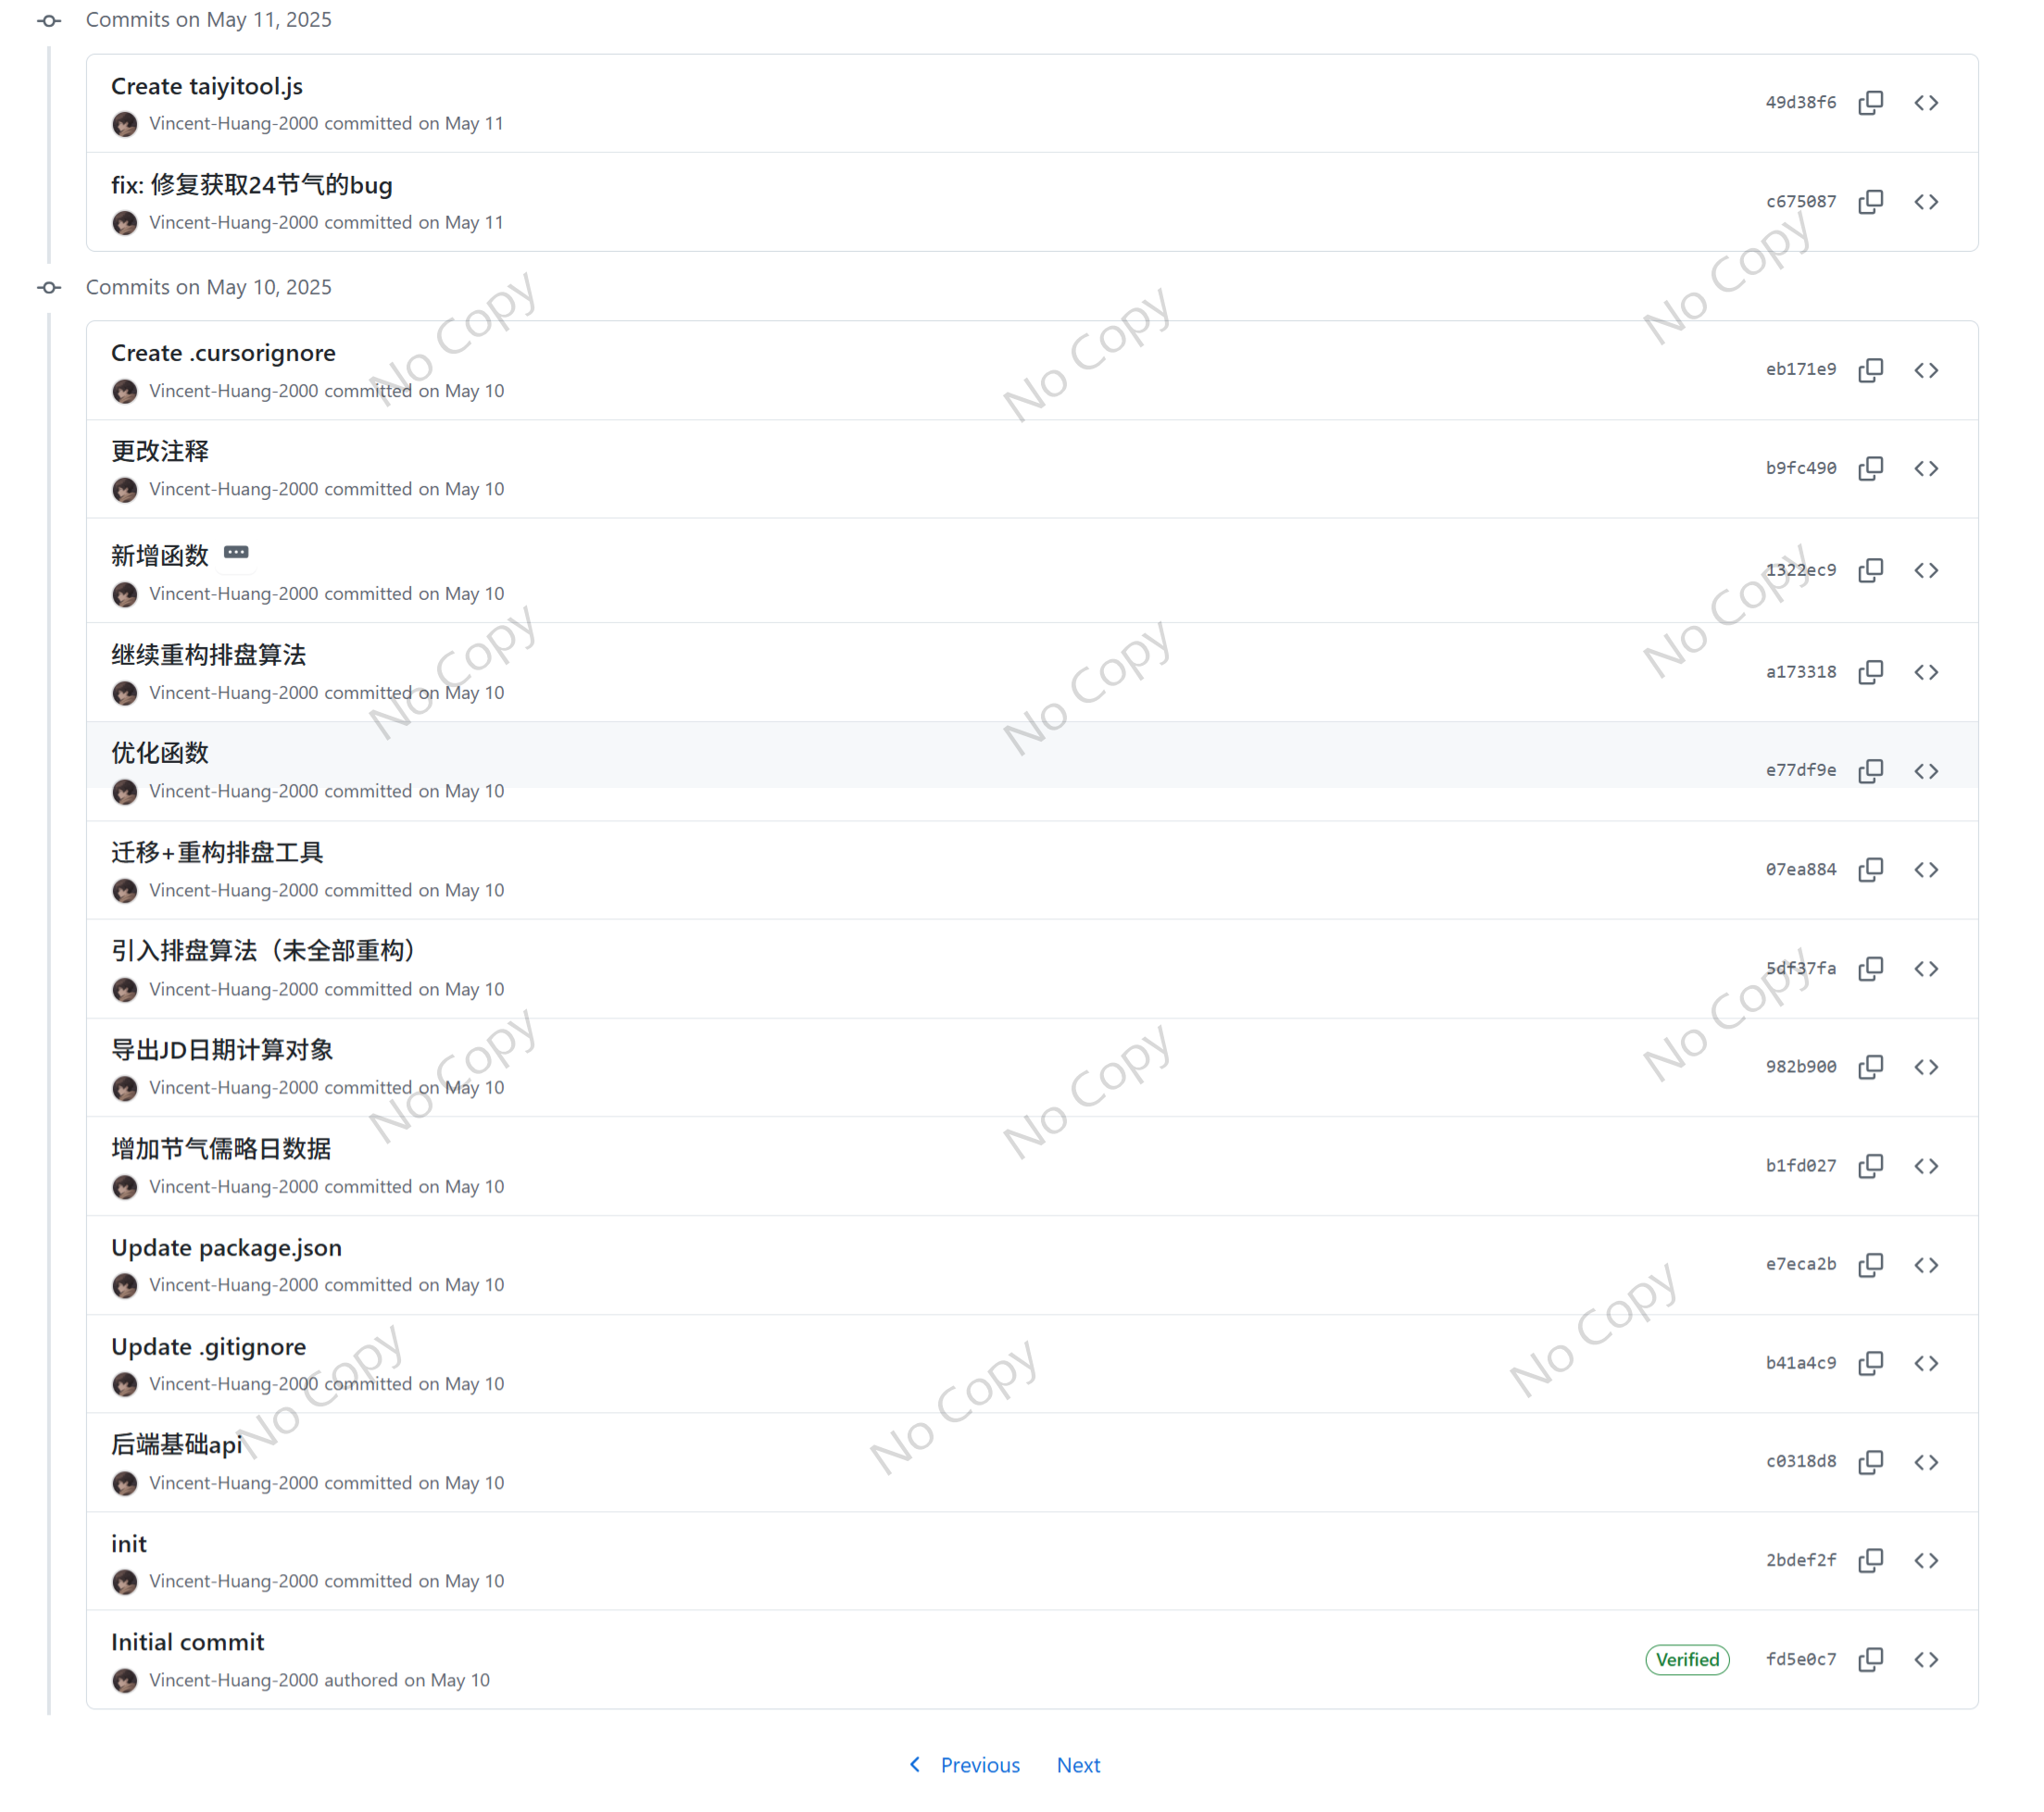 Commits on May 11, 2025
Create taiyitool.js
Vincent-Huang-2000 committed on May 11
49d38f6
fix: 修复获取24节气的bug
Vincent-Huang-2000 committed on May 11
c675087
Commits on May 10, 2025
Create .cursorignore
Vincent-Huang-2000 committed on May 10
eb171e9
更改注释
Vincent-Huang-2000 committed on May 10
b9fc490
新增函数
Vincent-Huang-2000 committed on May 10
1322ec9
继续重构排盘算法
Vincent-Huang-2000 committed on May 10
a173318
优化函数
Vincent-Huang-2000 committed on May 10
e77df9e
迁移+重构排盘工具
Vincent-Huang-2000 committed on May 10
07ea884
引入排盘算法（未全部重构）
Vincent-Huang-2000 committed on May 10
5df37fa
导出JD日期计算对象
Vincent-Huang-2000 committed on May 10
982b900
增加节气儒略日数据
Vincent-Huang-2000 committed on May 10
b1fd027
Update package.json
Vincent-Huang-2000 committed on May 10
e7eca2b
Update .gitignore
Vincent-Huang-2000 committed on May 10
b41a4c9
后端基础api
Vincent-Huang-2000 committed on May 10
c0318d8
init
Vincent-Huang-2000 committed on May 10
2bdef2f
Initial commit
Vincent-Huang-2000 authored on May 10
Verified
fd5e0c7
Previous
Next
No Copy
No Copy
No Copy
No Copy
No Copy
No Copy
No Copy
No Copy
No Copy
No Copy
No Copy
No Copy